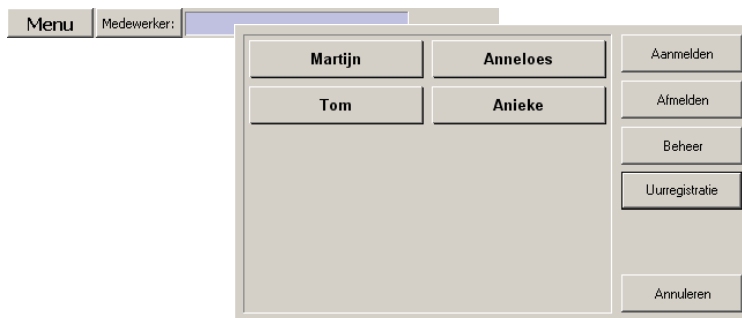 Menu Medewerker:
Martijn Anneloes Aanmelden
Tom Anieke Afmelden
Beheer
Uurregistratie
Annuleren